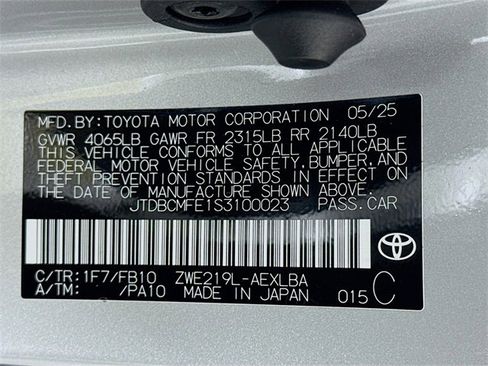 MFD.BY:TOYOTA MOTOR CORPORATION 05/25
GVWR 4065LB GAWR FR 2315LB RR 2140LB
THIS VEHICLE CONFORMS TO ALL APPLICABLE
FEDERAL MOTOR VEHICLE SAFETY,BUMPER,AND
THEFT PREVENTION STANDARDS IN EFFECT ON
THE DATE OF MANUFACTURE SHOWN ABOVE.
JTDBCMFE1S3100023 PASS.CAR
C/TR:1F7/FB10 ZWE219L-AEXLBA
A/TM: /PA10 MADE IN JAPAN 015 C
TOYOTA